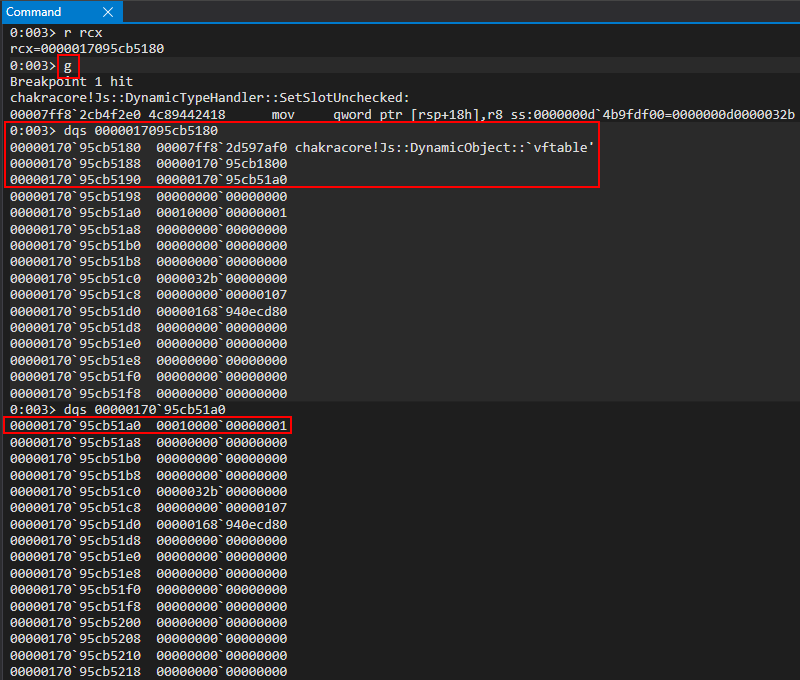 Command
0:003> r rcx
rcx=0000017095cb5180
0:003> g
Breakpoint 1 hit
chakracore!Js::DynamicTypeHandler::SetSlotUnchecked:
00007ff8`2cb4f2e0 4c89442418      mov     qword ptr [rsp+18h],r8 ss:0000000d`4b9fdf00=0000000d0000032b
0:003> dqs 0000017095cb5180
00000170`95cb5180  00007ff8`2d597af0 chakracore!Js::DynamicObject::`vftable'
00000170`95cb5188  00000170`95cb1800
00000170`95cb5190  00000170`95cb51a0
00000170`95cb5198  00000000`00000000
00000170`95cb51a0  00010000`00000001
00000170`95cb51a8  00000000`00000000
00000170`95cb51b0  00000000`00000000
00000170`95cb51b8  00000000`00000000
00000170`95cb51c0  0000032b`00000000
00000170`95cb51c8  00000000`00000107
00000170`95cb51d0  00000168`940ecd80
00000170`95cb51d8  00000000`00000000
00000170`95cb51e0  00000000`00000000
00000170`95cb51e8  00000000`00000000
00000170`95cb51f0  00000000`00000000
00000170`95cb51f8  00000000`00000000
0:003> dqs 00000170`95cb51a0
00000170`95cb51a0  00010000`00000001
00000170`95cb51a8  00000000`00000000
00000170`95cb51b0  00000000`00000000
00000170`95cb51b8  00000000`00000000
00000170`95cb51c0  0000032b`00000000
00000170`95cb51c8  00000000`00000107
00000170`95cb51d0  00000168`940ecd80
00000170`95cb51d8  00000000`00000000
00000170`95cb51e0  00000000`00000000
00000170`95cb51e8  00000000`00000000
00000170`95cb51f0  00000000`00000000
00000170`95cb51f8  00000000`00000000
00000170`95cb5200  00000000`00000000
00000170`95cb5208  00000000`00000000
00000170`95cb5210  00000000`00000000
00000170`95cb5218  00000000`00000000